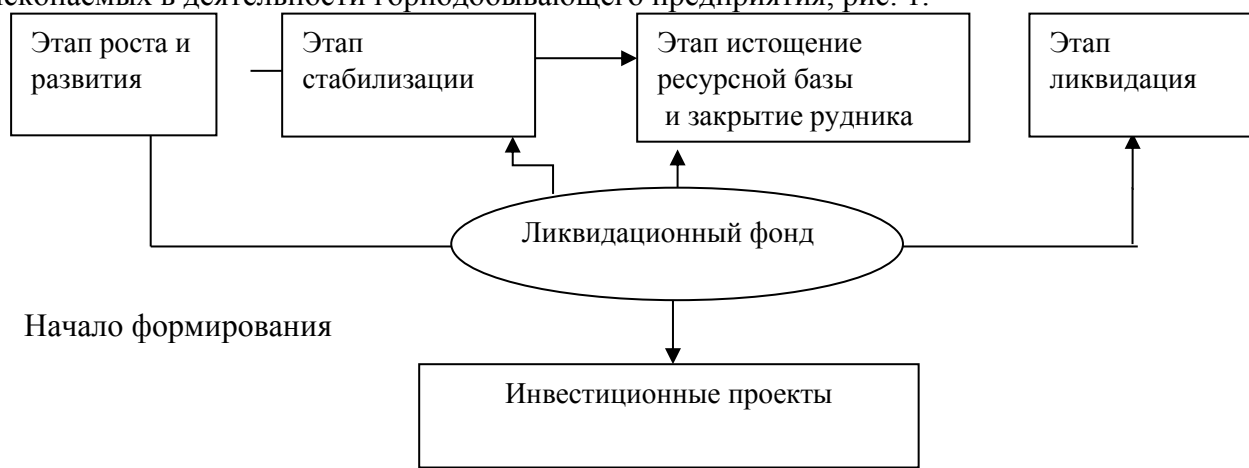 ископаемых в деятельности горнодобывающего предприятия, рис. 1.
Этап роста и
развития
Этап
стабилизации
Этап истощение
ресурсной базы
и закрытие рудника
Этап
ликвидация
Ликвидационный фонд
Начало формирования
Инвестиционные проекты